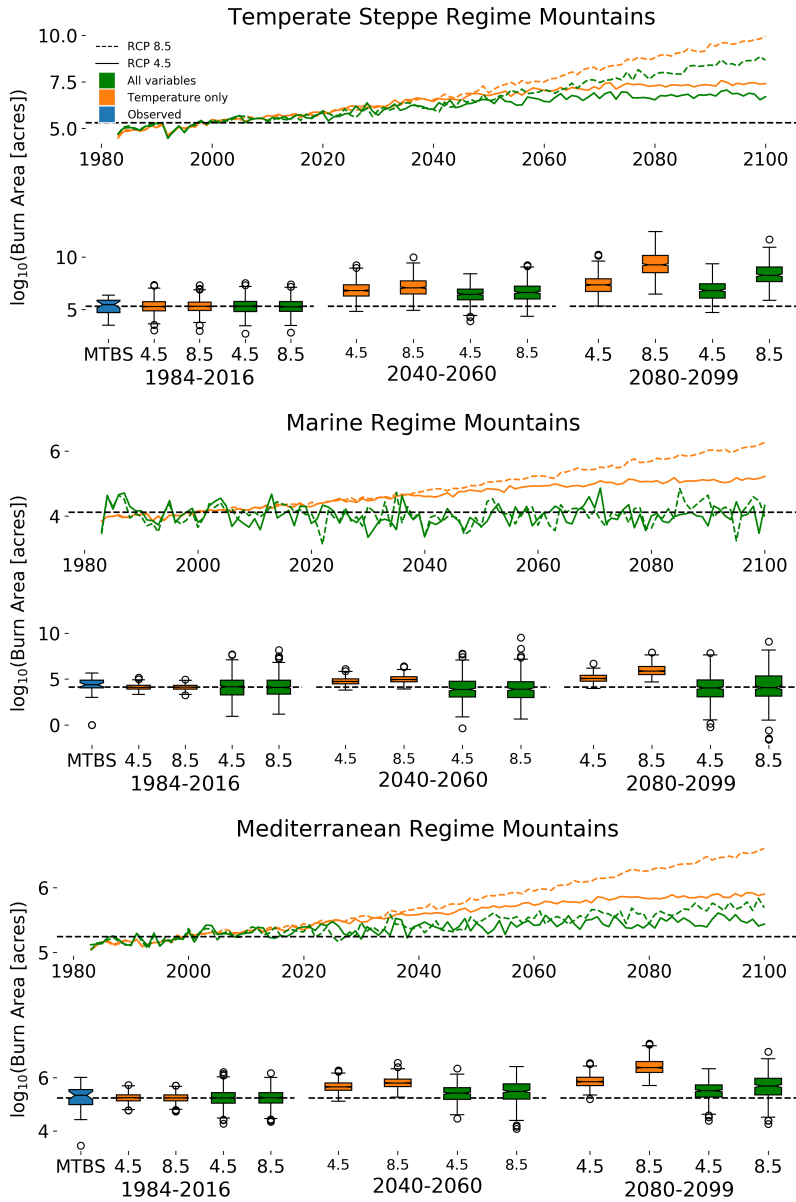 Temperate Steppe Regime Mountains
10.0
7.5
5.0
RCP 8.5
RCP 4.5
All variables
Temperature only
Observed
1980 2000 2020 2040 2060 2080 2100
log10(Burn Area [acres])
10
5
MTBS 4.5 8.5 4.5 8.5 4.5 8.5 4.5 8.5 4.5 8.5 4.5 8.5
1984-2016 2040-2060 2080-2099
Marine Regime Mountains
6
4
1980 2000 2020 2040 2060 2080 2100
log10(Burn Area [acres])
10
5
0
MTBS 4.5 8.5 4.5 8.5 4.5 8.5 4.5 8.5 4.5 8.5 4.5 8.5
1984-2016 2040-2060 2080-2099
Mediterranean Regime Mountains
6
5
1980 2000 2020 2040 2060 2080 2100
log10(Burn Area [acres])
6
4
MTBS 4.5 8.5 4.5 8.5 4.5 8.5 4.5 8.5 4.5 8.5 4.5 8.5
1984-2016 2040-2060 2080-2099